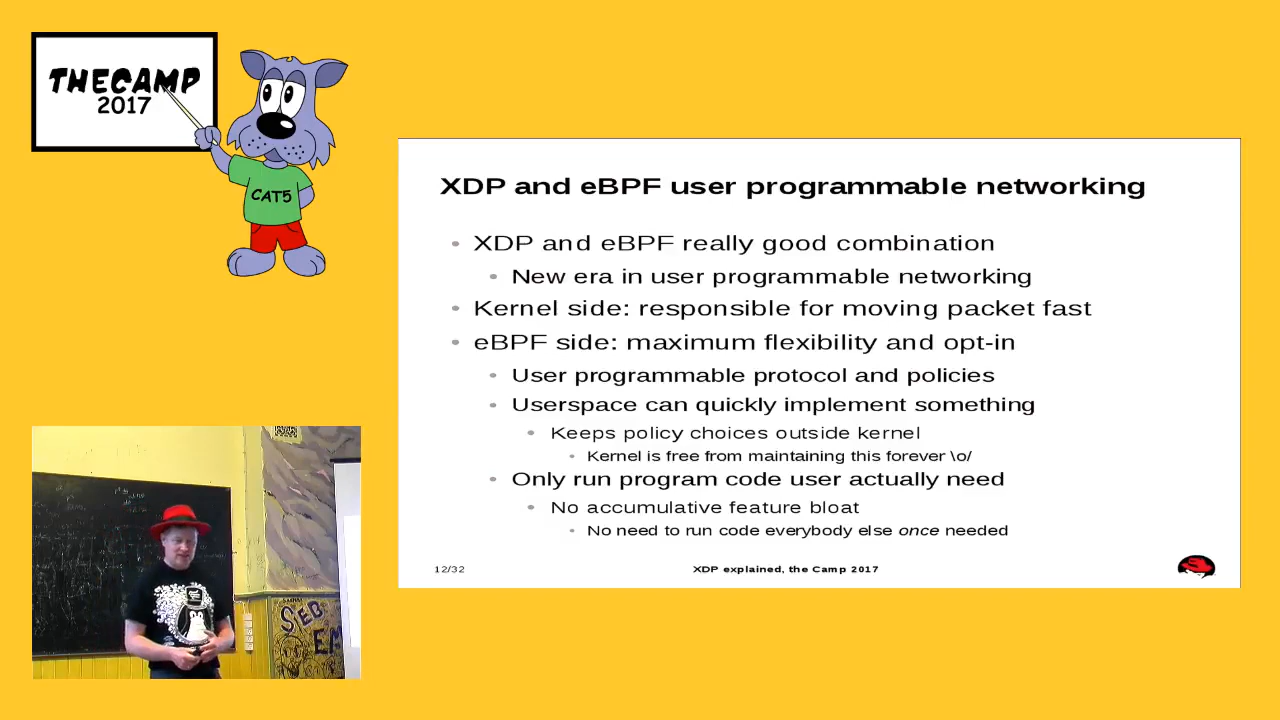 THECAMP
2017
CAT5
XDP and eBPF user programmable networking
• XDP and eBPF really good combination
• New era in user programmable networking
• Kernel side: responsible for moving packet fast
• eBPF side: maximum flexibility and opt-in
• User programmable protocol and policies
• Userspace can quickly implement something
• Keeps policy choices outside kernel
• Kernel is free from maintaining this forever \o/
• Only run program code user actually need
• No accumulative feature bloat
• No need to run code everybody else once needed
12/32
XDP explained, the Camp 2017
SEB